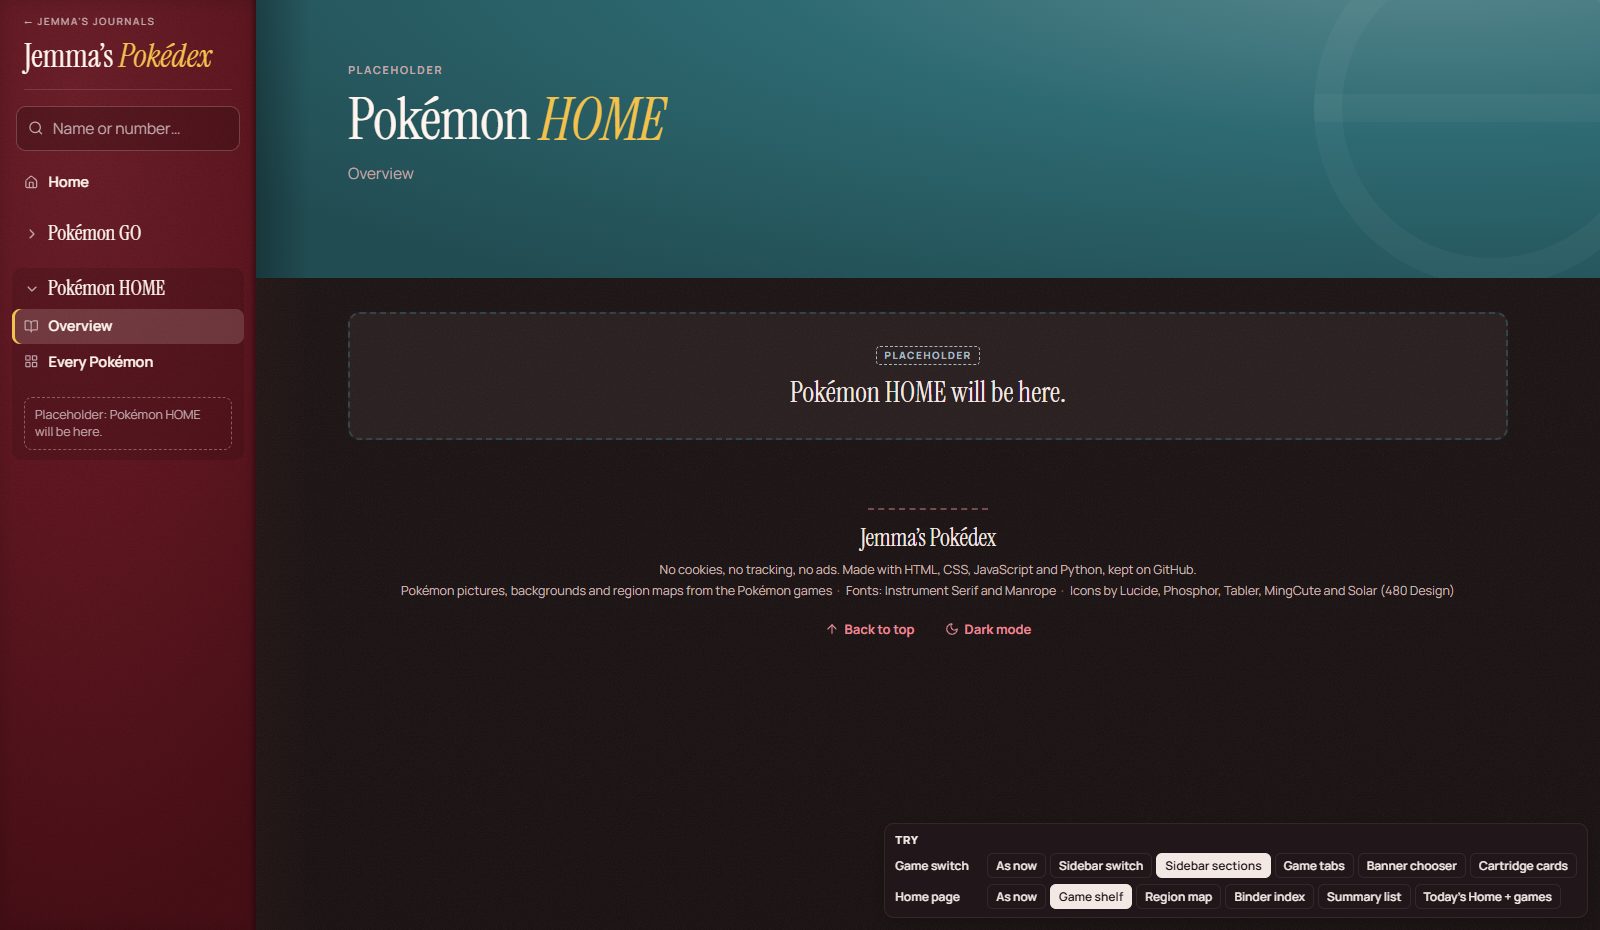 ← JEMMA'S JOURNALS
Jemma's Pokédex
Name or number…
Home
Pokémon GO
Pokémon HOME
Overview
Every Pokémon
Placeholder: Pokémon HOME
will be here.
PLACEHOLDER
Pokémon HOME
Overview
PLACEHOLDER
Pokémon HOME will be here.
Jemma's Pokédex
No cookies, no tracking, no ads. Made with HTML, CSS, JavaScript and Python, kept on GitHub.
Pokémon pictures, backgrounds and region maps from the Pokémon games · Fonts: Instrument Serif and Manrope · Icons by Lucide, Phosphor, Tabler, MingCute and Solar (480 Design)
Back to top Dark mode
TRY
Game switch As now Sidebar switch Sidebar sections Game tabs Banner chooser Cartridge cards
Home page As now Game shelf Region map Binder index Summary list Today's Home + games